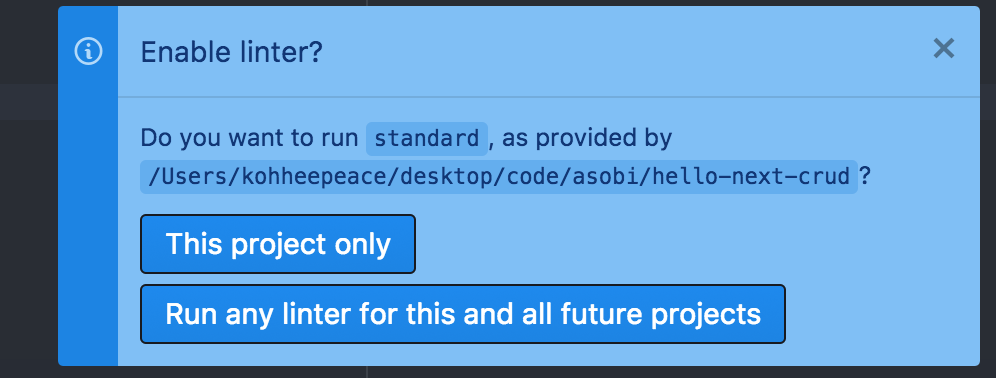 Enable linter?
Do you want to run standard, as provided by
/Users/kohheepeace/desktop/code/asobi/hello-next-crud?
This project only
Run any linter for this and all future projects